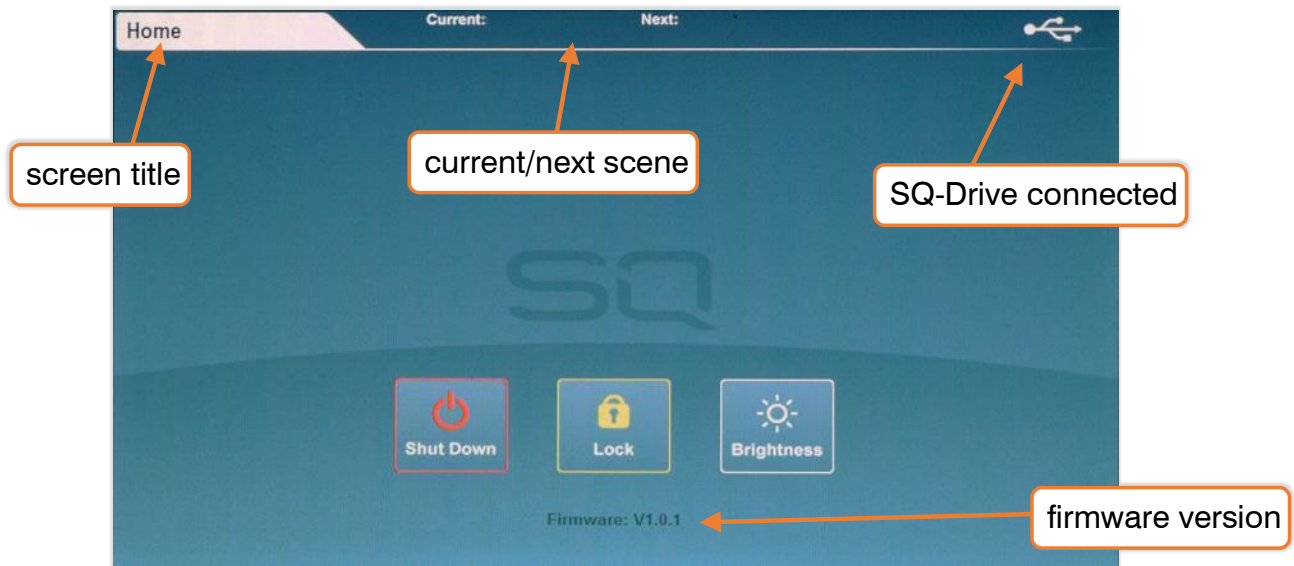 Home
Current: Next:
screen title
current/next scene
SQ-Drive connected
SQ
Shut Down
Lock
Brightness
Firmware: V1.0.1
firmware version